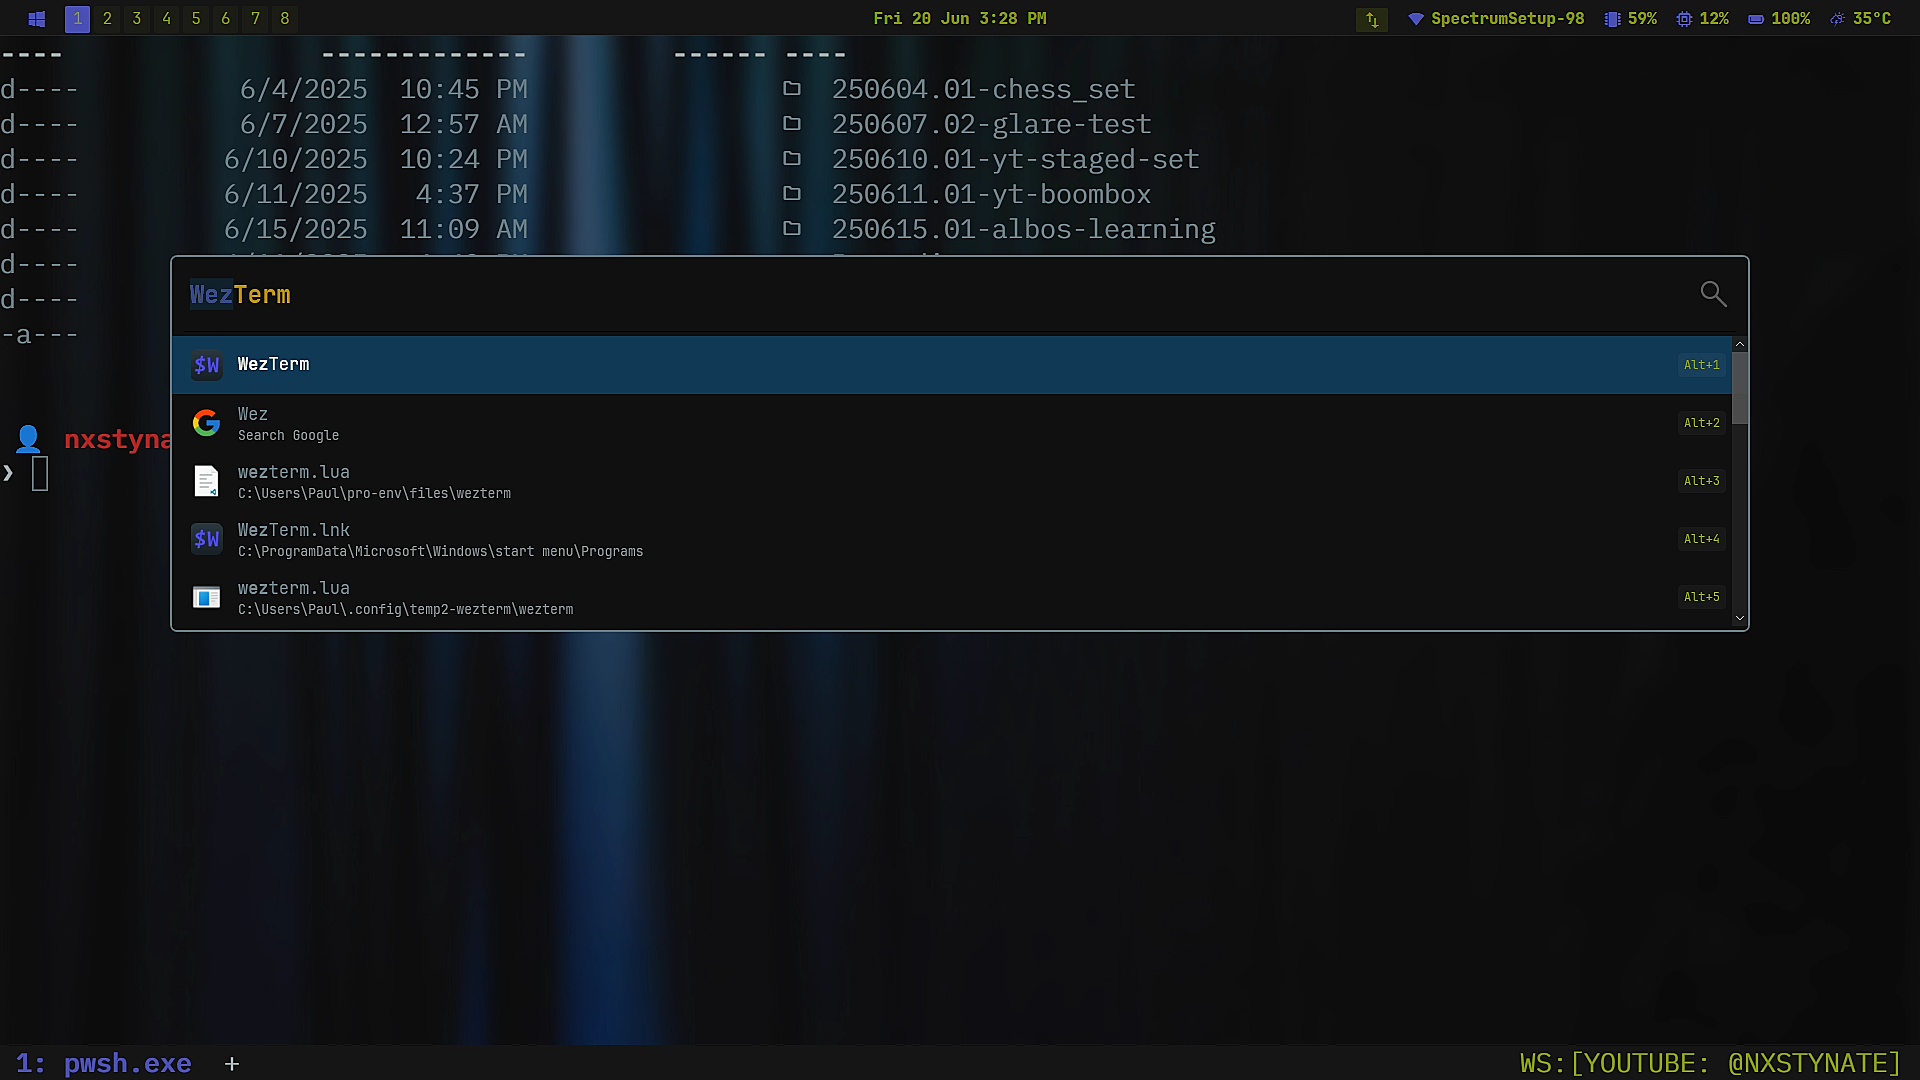 1 2 3 4 5 6 7 8 Fri 20 Jun 3:28 PM SpectrumSetup-98 59% 12% 100% 35°C
---- ------------- ------ ----
d---- 6/4/2025 10:45 PM 250604.01-chess_set
d---- 6/7/2025 12:57 AM 250607.02-glare-test
d---- 6/10/2025 10:24 PM 250610.01-yt-staged-set
d---- 6/11/2025 4:37 PM 250611.01-yt-boombox
d---- 6/15/2025 11:09 AM 250615.01-albos-learning
d----
d----
-a---
WezTerm
$W WezTerm Alt+1
Wez Alt+2
Search Google
wezterm.lua Alt+3
C:\Users\Paul\pro-env\files\wezterm
$W WezTerm.lnk Alt+4
C:\ProgramData\Microsoft\Windows\start menu\Programs
wezterm.lua Alt+5
C:\Users\Paul\.config\temp2-wezterm\wezterm
nxstyna
❯
1: pwsh.exe + WS:[YOUTUBE: @NXSTYNATE]